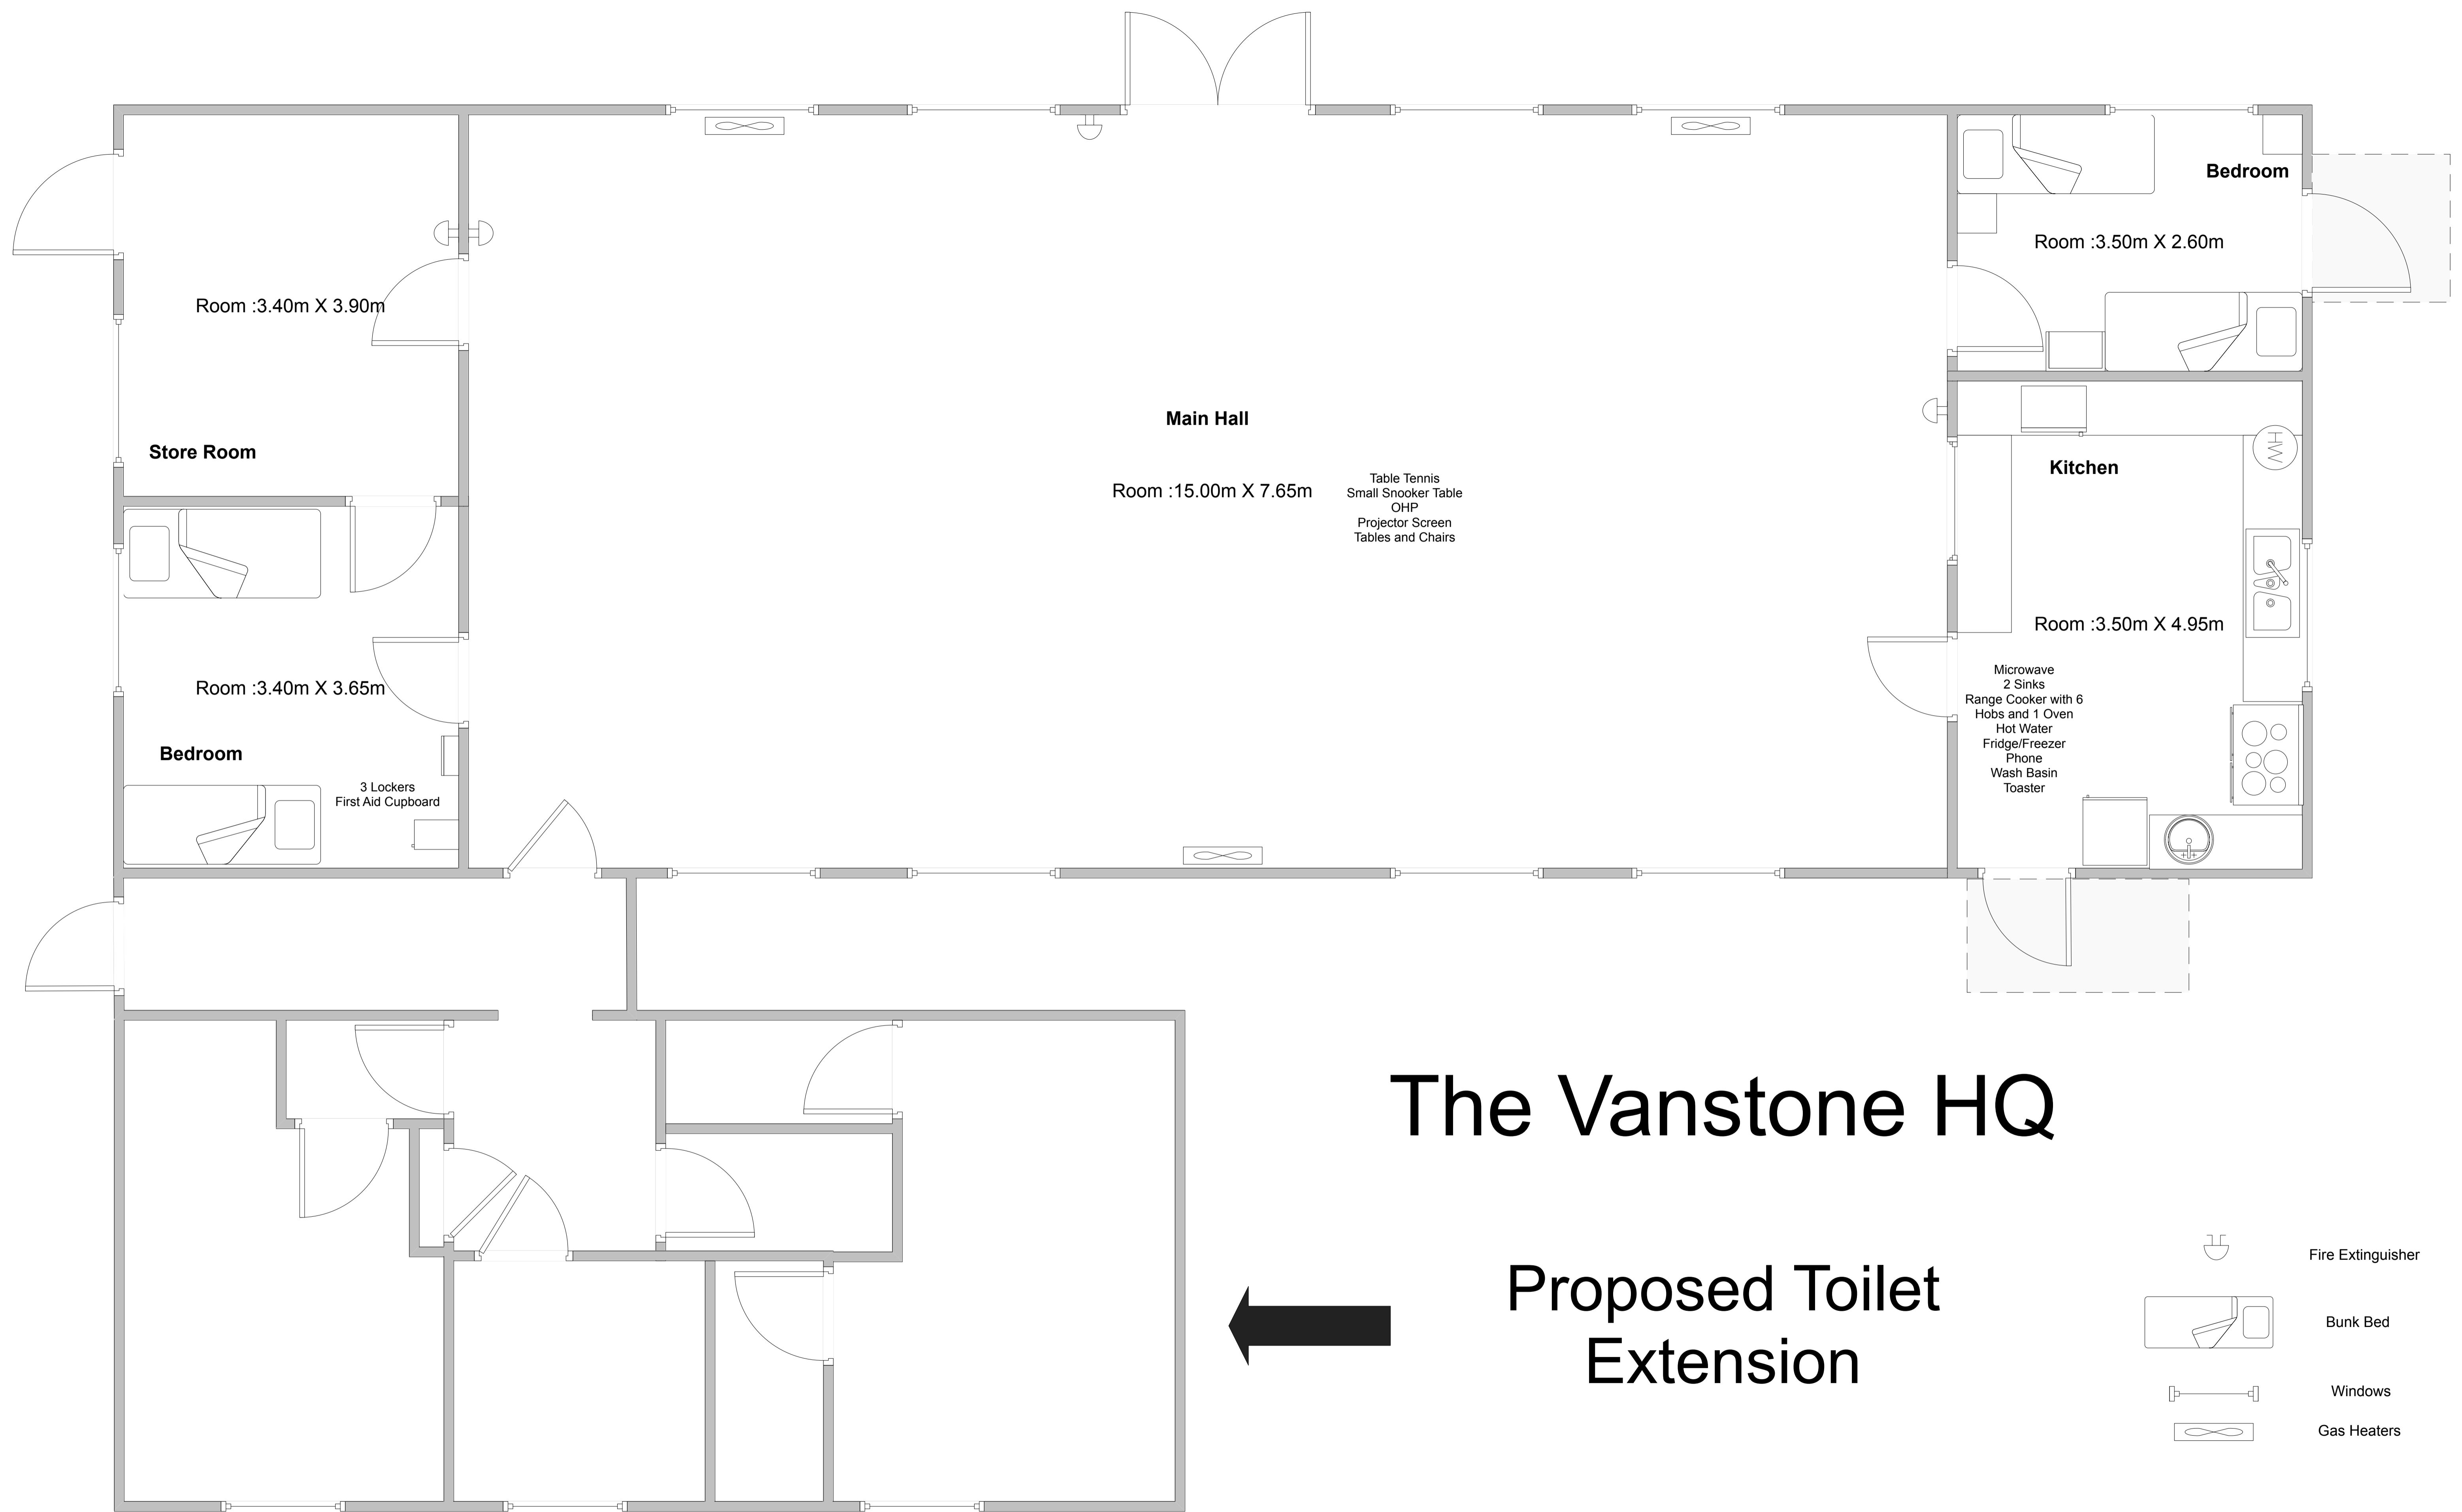 Bedroom
Room :3.50m X 2.60m
Room :3.40m X 3.90m
Store Room
Main Hall
Room :15.00m X 7.65m
Table Tennis
Small Snooker Table
OHP
Projector Screen
Tables and Chairs
Kitchen
HW
Room :3.50m X 4.95m
Microwave
2 Sinks
Range Cooker with 6
Hobs and 1 Oven
Hot Water
Fridge/Freezer
Phone
Wash Basin
Toaster
Room :3.40m X 3.65m
Bedroom
3 Lockers
First Aid Cupboard
The Vanstone HQ
Proposed Toilet
Extension
Fire Extinguisher
Bunk Bed
Windows
Gas Heaters